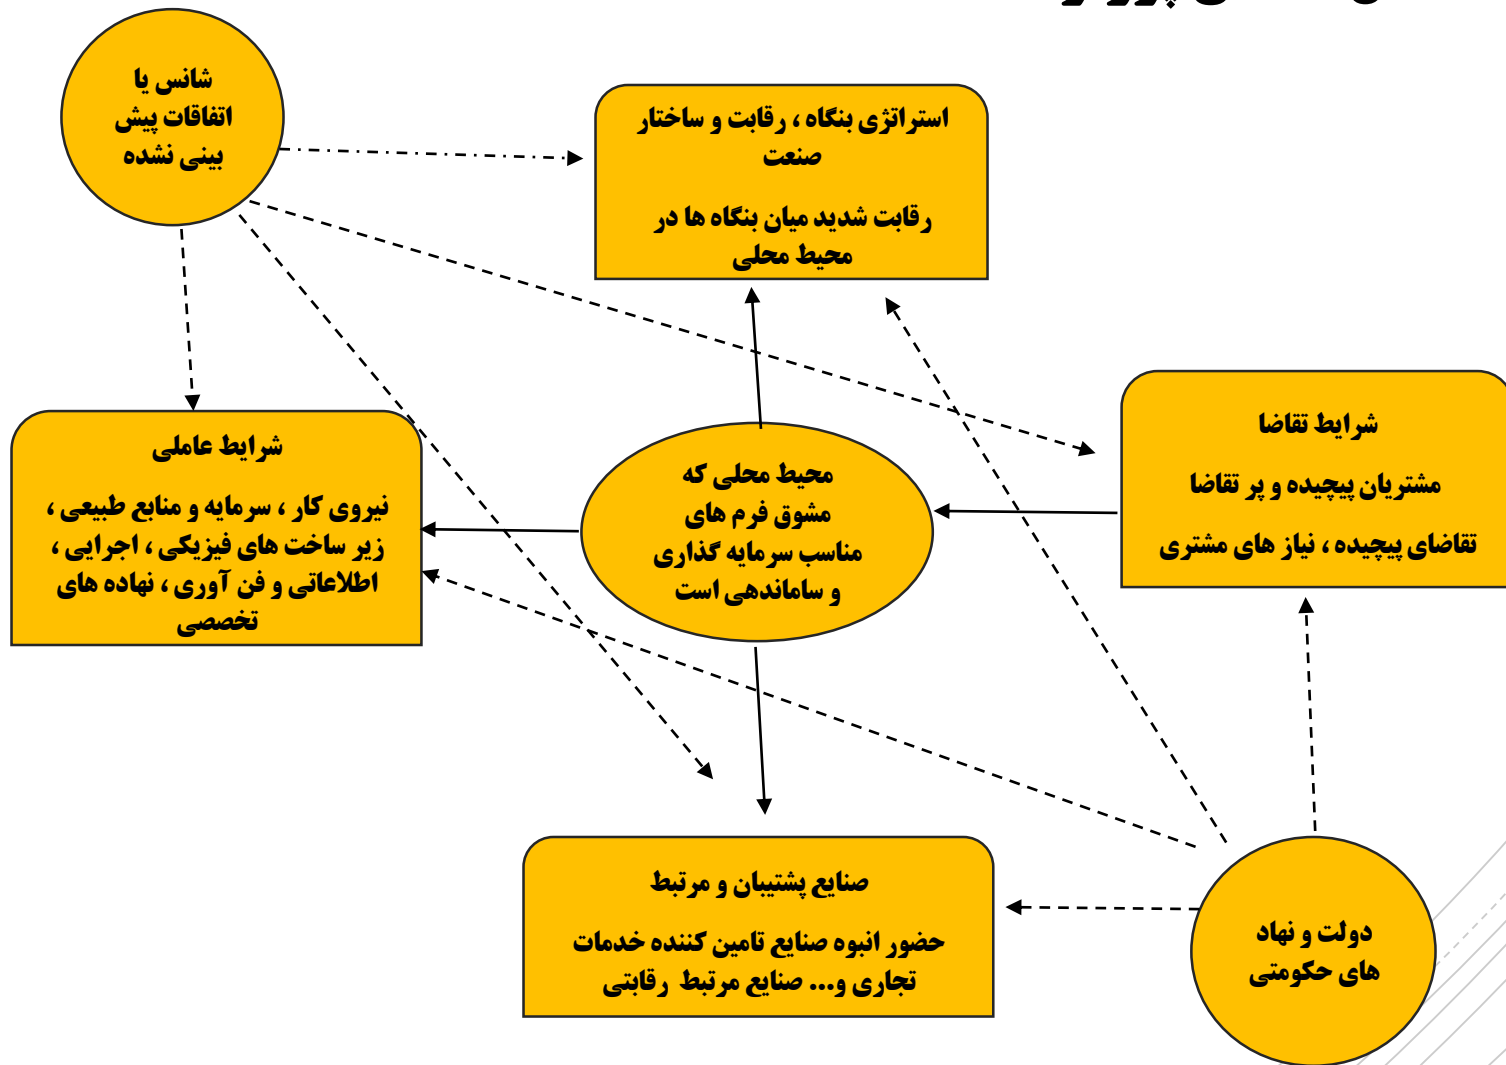 شانس یا
اتفاقات پیش
بینی نشده
استراتژی بنگاه ، رقابت و ساختار
صنعت
رقابت شدید میان بنگاه ها در
محیط محلی
شرایط تقاضا
مشتریان پیچیده و پر تقاضا
تقاضای پیچیده ، نیاز های مشتری
محیط محلی که
مشوق فرم های
مناسب سرمایه گذاری
و ساماندهی است
شرایط عاملی
نیروی کار ، سرمایه و منابع طبیعی ،
زیر ساخت های فیزیکی ، اجرایی ،
اطلاعاتی و فن آوری ، نهاده های
تخصصی
صنایع پشتیبان و مرتبط
حضور انبوه صنایع تامین کننده خدمات
تجاری و... صنایع مرتبط رقابتی
دولت و نهاد
های حکومتی